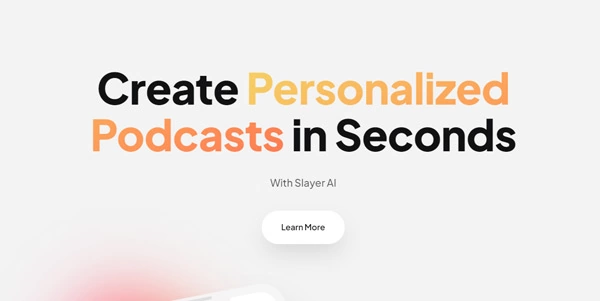 Create Personalized
Podcasts in Seconds
With Slayer AI
Learn More